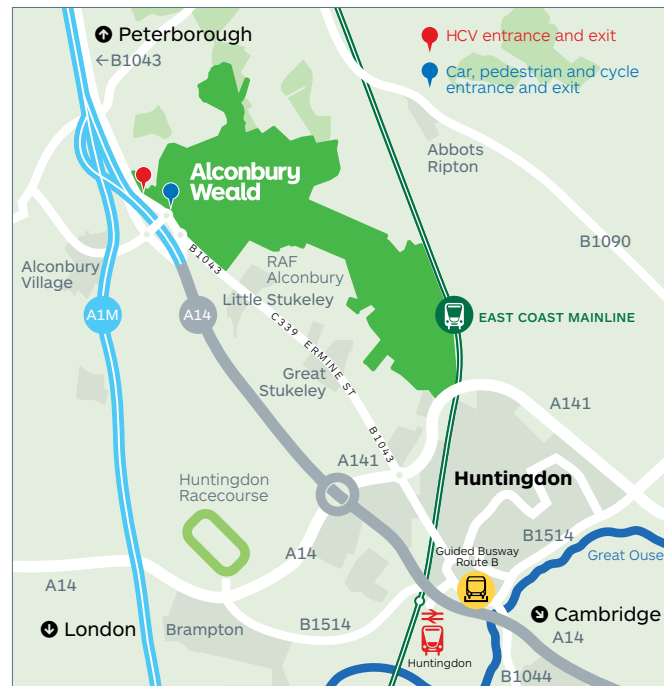 Peterborough
←B1043
HCV entrance and exit
Car, pedestrian and cycle
entrance and exit
Abbots
Ripton
Alconbury
Weald
B1090
B1043
RAF
Alconbury
Alconbury
Village
Little Stukeley
A1M
A14
EAST COAST MAINLINE
C339 ERMINE ST
Great
Stukeley
A141
B1043
A141
Huntingdon
Racecourse
Huntingdon
B1514
Guided Busway
Route B
Great Ouse
A14
A14
Cambridge
London
Brampton
B1514
A14
Huntingdon
B1044